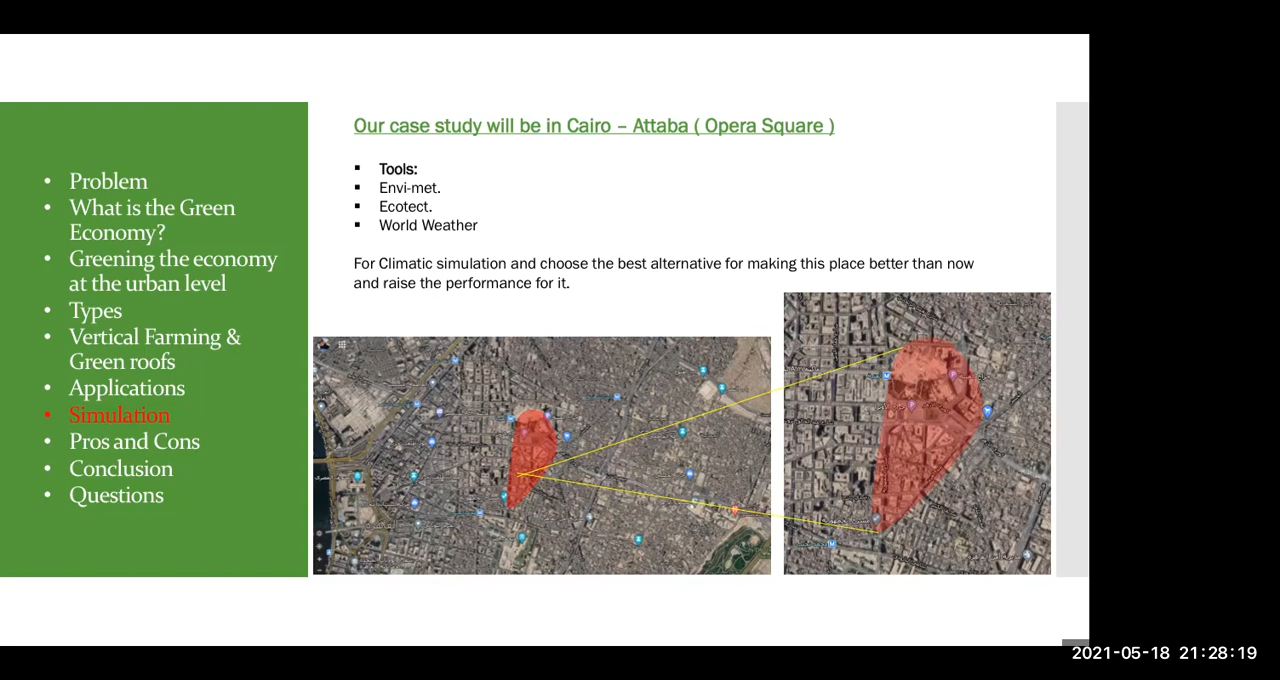 Our case study will be in Cairo – Attaba ( Opera Square )
• Problem
• What is the Green
Economy?
• Greening the economy
at the urban level
• Types
• Vertical Farming &
Green roofs
• Applications
• Simulation
• Pros and Cons
• Conclusion
• Questions
▪ Tools:
▪ Envi-met.
▪ Ecotect.
▪ World Weather
For Climatic simulation and choose the best alternative for making this place better than now
and raise the performance for it.
2021-05-18 21:28:19